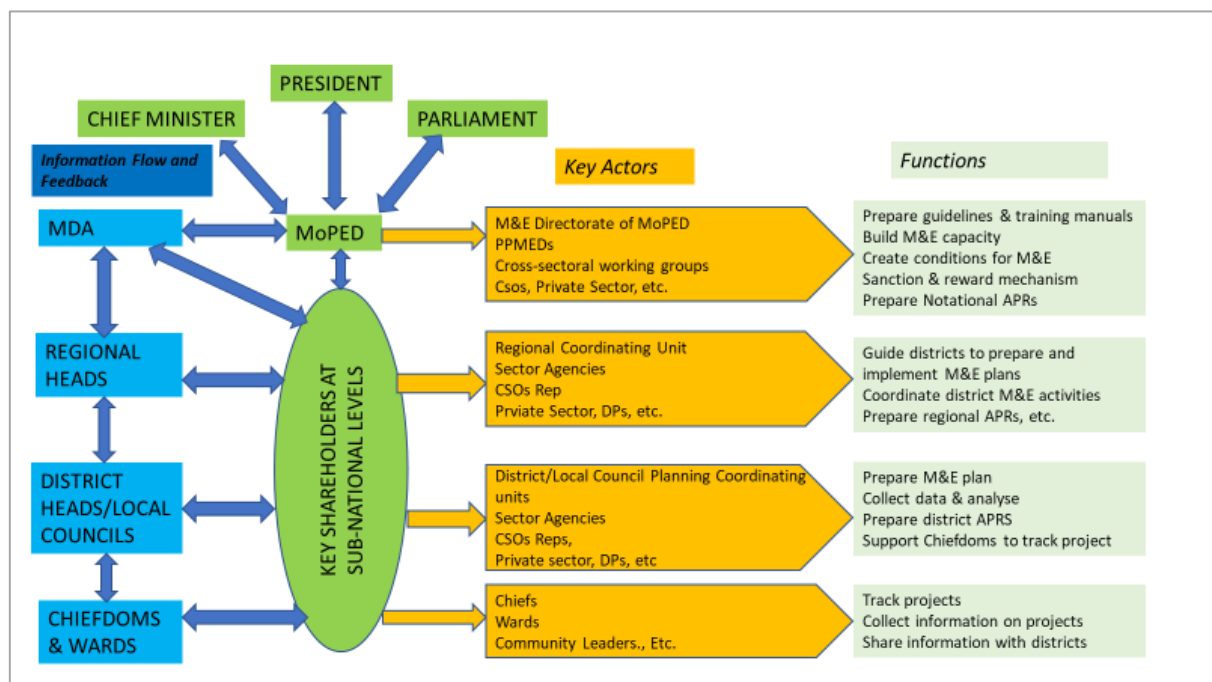 PRESIDENT
CHIEF MINISTER
PARLIAMENT
Information Flow and
Feedback
Key Actors
Functions
MDA
MoPED
M&E Directorate of MoPED
PPMEDs
Cross-sectoral working groups
Csos, Private Sector, etc.
Prepare guidelines & training manuals
Build M&E capacity
Create conditions for M&E
Sanction & reward mechanism
Prepare Notational APRs
REGIONAL
HEADS
KEY SHAREHOLDERS AT
SUB-NATIONAL LEVELS
Regional Coordinating Unit
Sector Agencies
CSOs Rep
Prviate Sector, DPs, etc.
Guide districts to prepare and
implement M&E plans
Coordinate district M&E activities
Prepare regional APRs, etc.
DISTRICT
HEADS/LOCAL
COUNCILS
District/Local Council Planning Coordinating
units
Sector Agencies
CSOs Reps,
Private sector, DPs, etc
Prepare M&E plan
Collect data & analyse
Prepare district APRS
Support Chiefdoms to track project
CHIEFDOMS
& WARDS
Chiefs
Wards
Community Leaders., Etc.
Track projects
Collect information on projects
Share information with districts